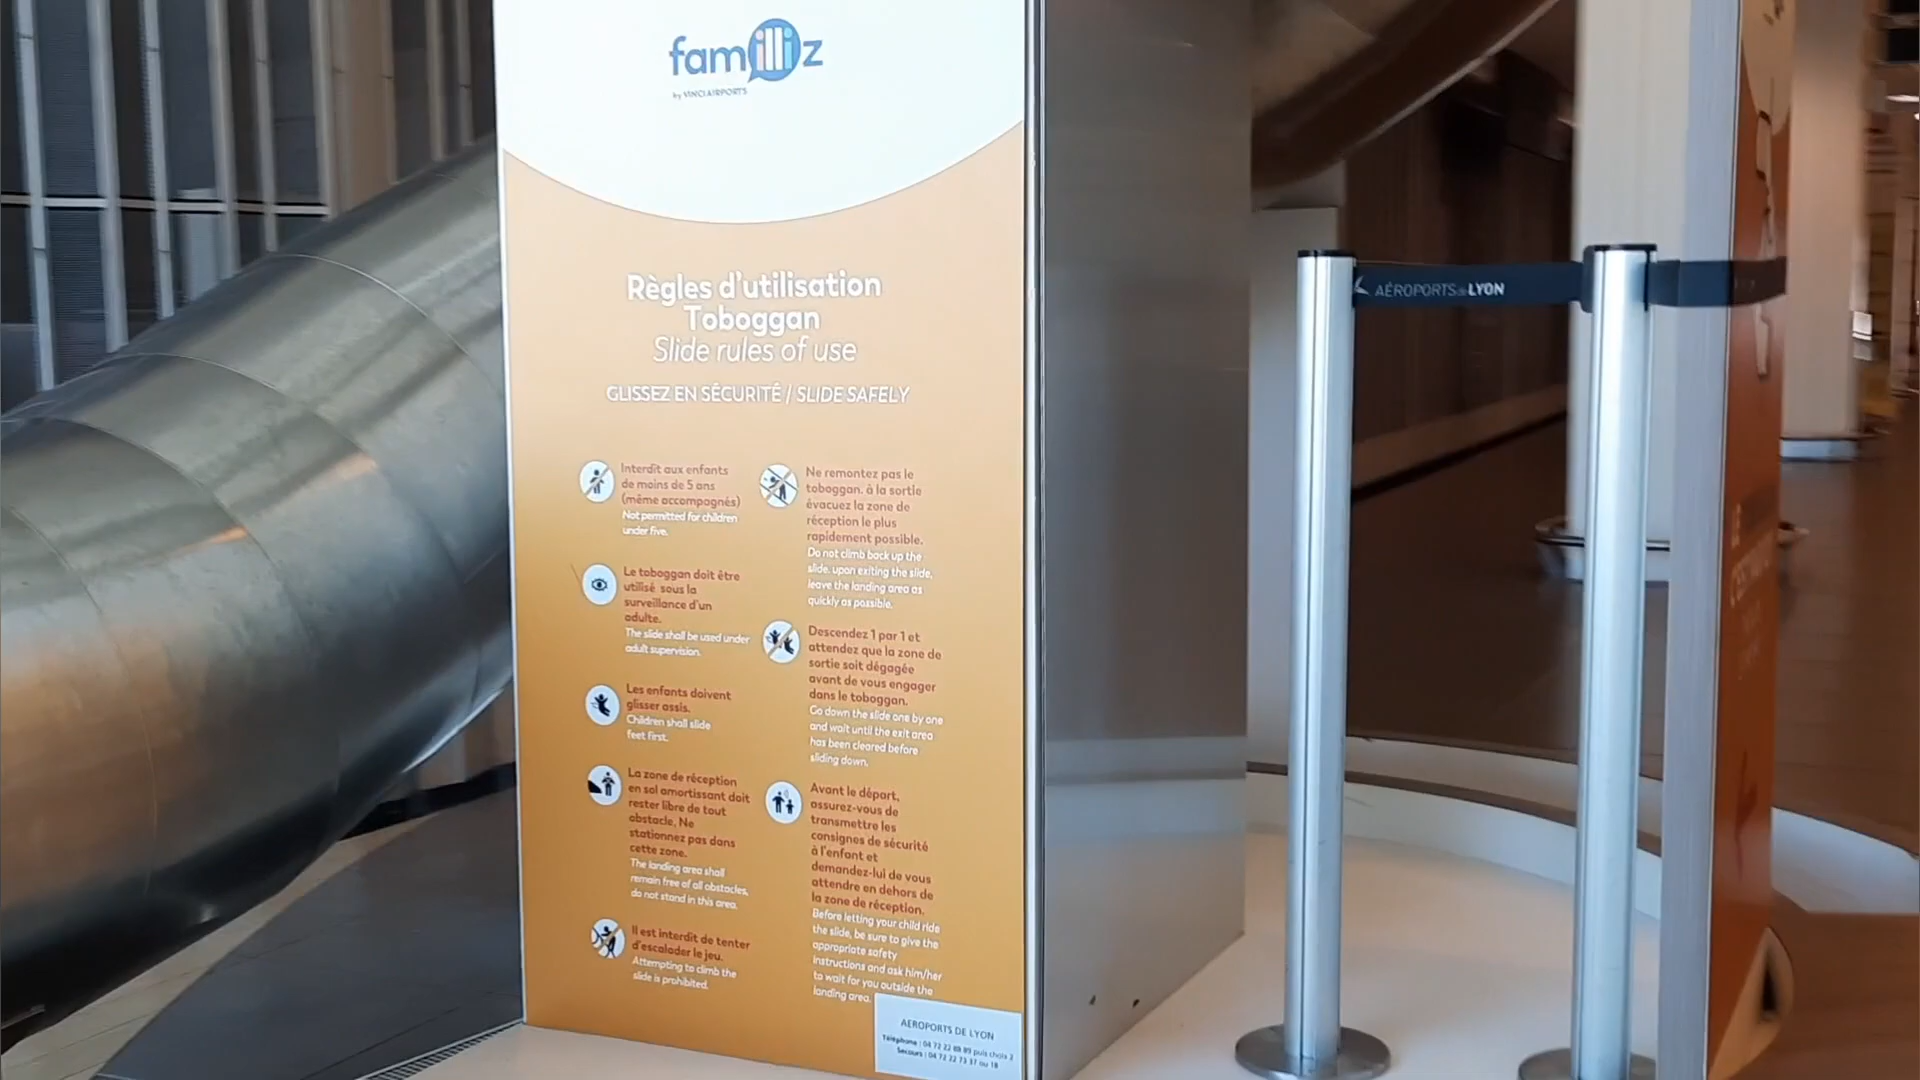 familliz
by VINCI AIRPORTS
Règles d'utilisation
Toboggan
Slide rules of use
GLISSEZ EN SÉCURITÉ / SLIDE SAFELY
Interdit aux enfants
de moins de 5 ans
(même accompagnés)
Not permitted for children
under five.
Le toboggan doit être
utilisé sous la
surveillance d'un
adulte.
The slide shall be used under
adult supervision.
Les enfants doivent
glisser assis.
Children shall slide
feet first.
La zone de réception
en sol amortissant doit
rester libre de tout
obstacle, Ne
stationnez pas dans
cette zone.
The landing area shall
remain free of all obstacles,
do not stand in this area.
Il est interdit de tenter
d'escalader le jeu.
Attempting to climb the
slide is prohibited.
Ne remontez pas le
toboggan. à la sortie
évacuez la zone de
réception le plus
rapidement possible.
Do not climb back up the
slide. upon exiting the slide,
leave the landing area as
quickly as possible.
Descendez 1 par 1 et
attendez que la zone de
sortie soit dégagée
avant de vous engager
dans le toboggan.
Go down the slide one by one
and wait until the exit area
has been cleared before
sliding down.
Avant le départ,
assurez-vous de
transmettre les
consignes de sécurité
à l'enfant et
demandez-lui de vous
attendre en dehors de
la zone de réception.
Before letting your child ride
the slide, be sure to give the
appropriate safety
instructions and ask him/her
to wait for you outside the
landing area.
AEROPORTS DE LYON
Téléphone : 04 72 22 89 89 puis choix 2
Secours : 04 72 22 73 37 ou 18
AÉROPORTS de LYON